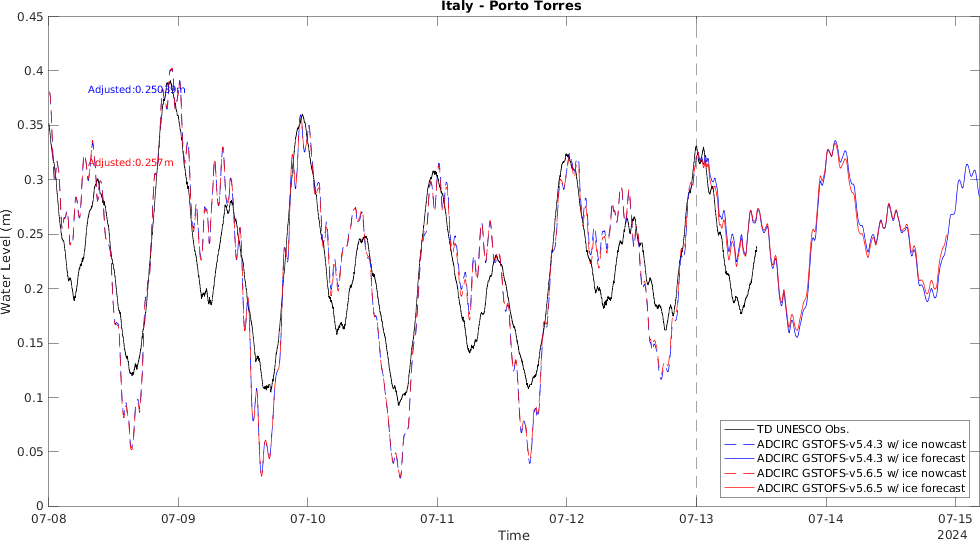 Italy - Porto Torres
0.45
0.4
0.35
0.3
0.25
0.2
0.15
0.1
0.05
0
Water Level (m)
Adjusted:0.257m
07-08
07-09
07-10
07-11
07-12
07-13
07-14
07-15
Time
2024
TD UNESCO Obs.
ADCIRC GSTOFS-v5.4.3 w/ ice nowcast
ADCIRC GSTOFS-v5.4.3 w/ ice forecast
ADCIRC GSTOFS-v5.6.5 w/ ice nowcast
ADCIRC GSTOFS-v5.6.5 w/ ice forecast